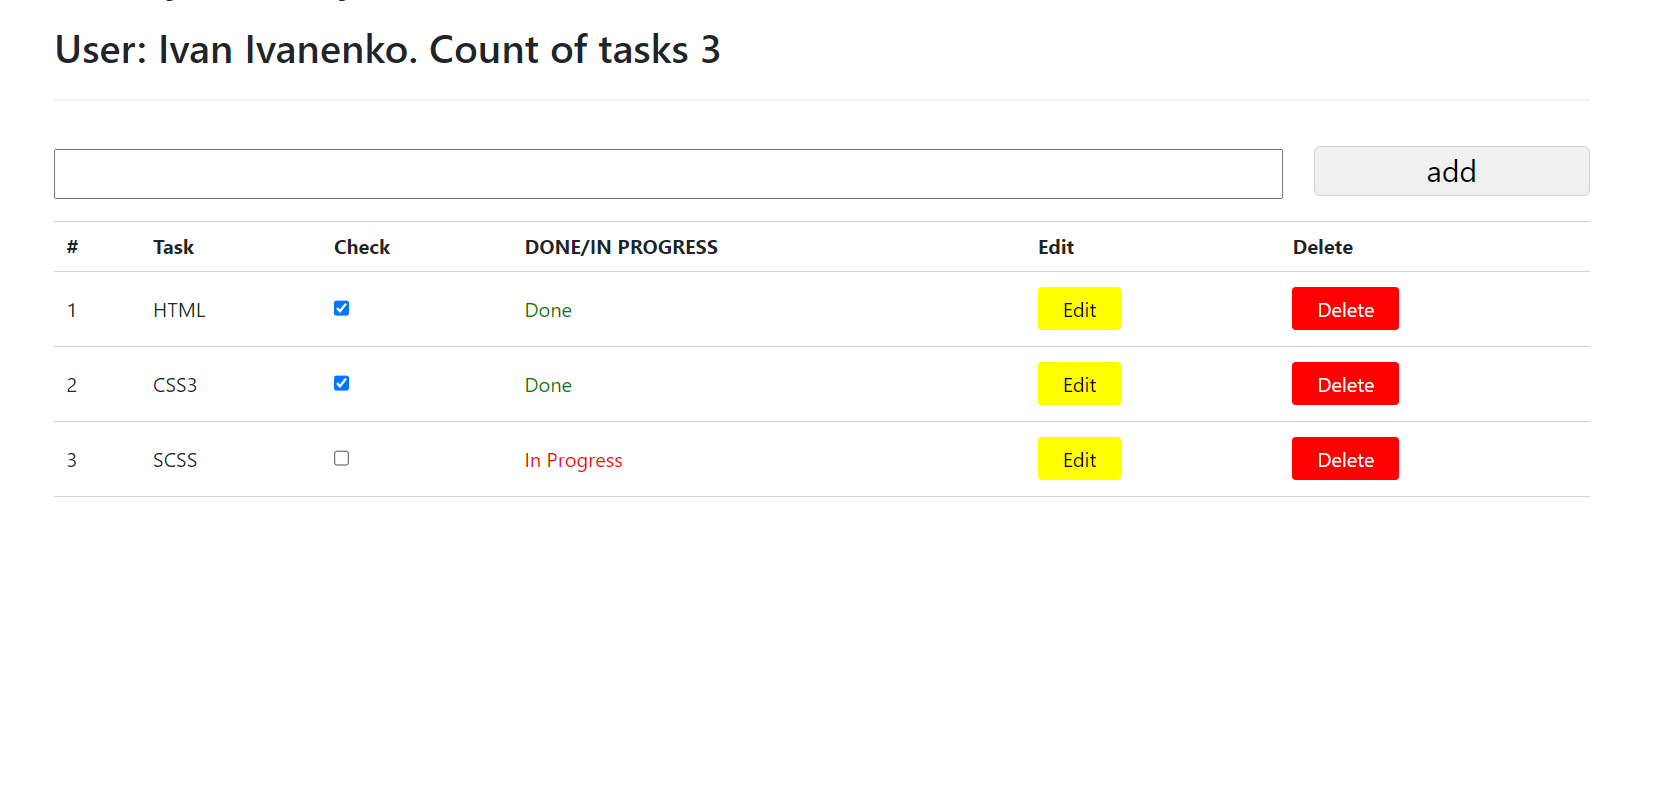 User: Ivan Ivanenko. Count of tasks 3
add
# Task Check DONE/IN PROGRESS Edit Delete
1 HTML Done Edit Delete
2 CSS3 Done Edit Delete
3 SCSS In Progress Edit Delete